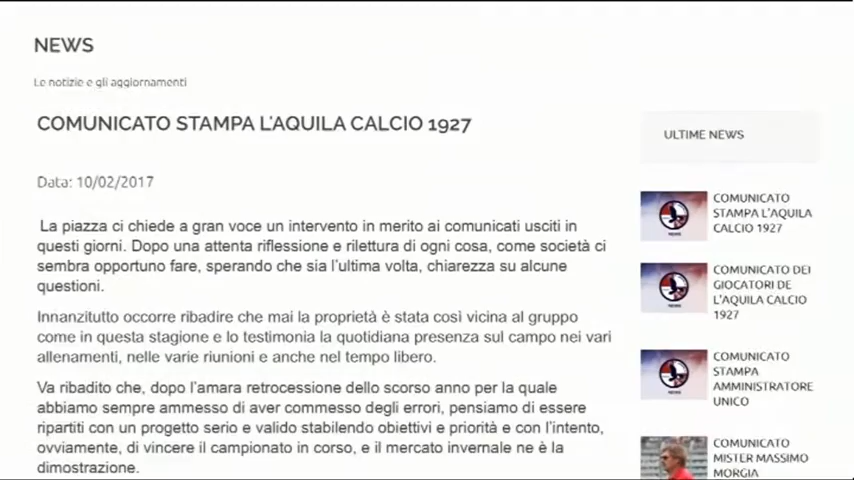 NEWS
Le notizie e gli aggiornamenti
COMUNICATO STAMPA L'AQUILA CALCIO 1927
Data: 10/02/2017
La piazza ci chiede a gran voce un intervento in merito ai comunicati usciti in
questi giorni. Dopo una attenta riflessione e rilettura di ogni cosa, come società ci
sembra opportuno fare, sperando che sia l'ultima volta, chiarezza su alcune
questioni.
Innanzitutto occorre ribadire che mai la proprietà è stata così vicina al gruppo
come in questa stagione e lo testimonia la quotidiana presenza sul campo nei vari
allenamenti, nelle varie riunioni e anche nel tempo libero.
Va ribadito che, dopo l'amara retrocessione dello scorso anno per la quale
abbiamo sempre ammesso di aver commesso degli errori, pensiamo di essere
ripartiti con un progetto serio e valido stabilendo obiettivi e priorità e con l'intento,
ovviamente, di vincere il campionato in corso, e il mercato invernale ne è la
dimostrazione.
ULTIME NEWS
COMUNICATO
STAMPA L'AQUILA
CALCIO 1927
COMUNICATO DEI
GIOCATORI DE
L'AQUILA CALCIO
1927
COMUNICATO
STAMPA
AMMINISTRATORE
UNICO
COMUNICATO
MISTER MASSIMO
MORGIA